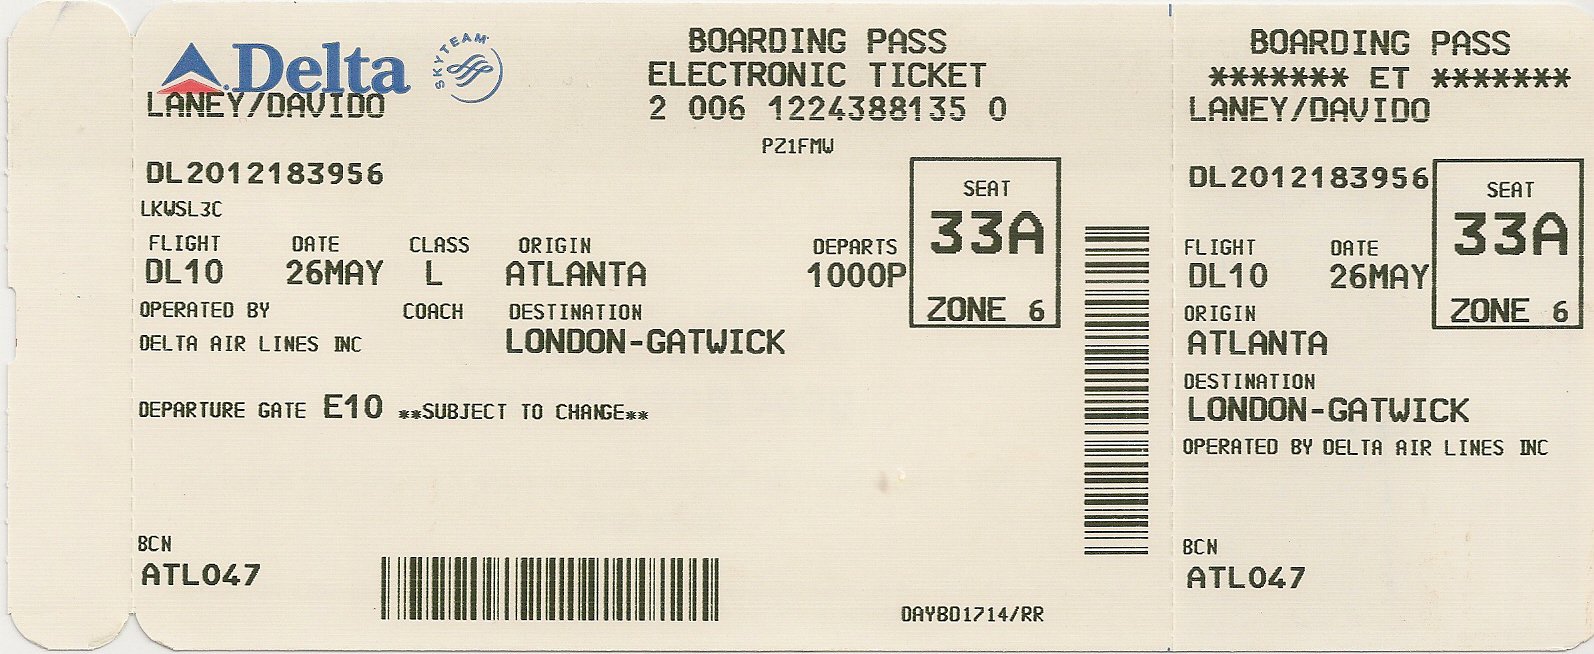 Delta
SKYTEAM
LANEY/DAVIDO
BOARDING PASS
ELECTRONIC TICKET
2 006 1224388135 0
PZ1FMW
DL2012183956
LKWSL3C
FLIGHT DATE CLASS ORIGIN DEPARTS
DL10 26MAY L ATLANTA 1000P
SEAT
33A
ZONE 6
OPERATED BY COACH DESTINATION
DELTA AIR LINES INC LONDON-GATWICK
DEPARTURE GATE E10 **SUBJECT TO CHANGE**
BCN
ATL047
DAYBD1714/RR
BOARDING PASS
******* ET *******
LANEY/DAVIDO
DL2012183956
SEAT
33A
ZONE 6
FLIGHT DATE
DL10 26MAY
ORIGIN
ATLANTA
DESTINATION
LONDON-GATWICK
OPERATED BY DELTA AIR LINES INC
BCN
ATL047